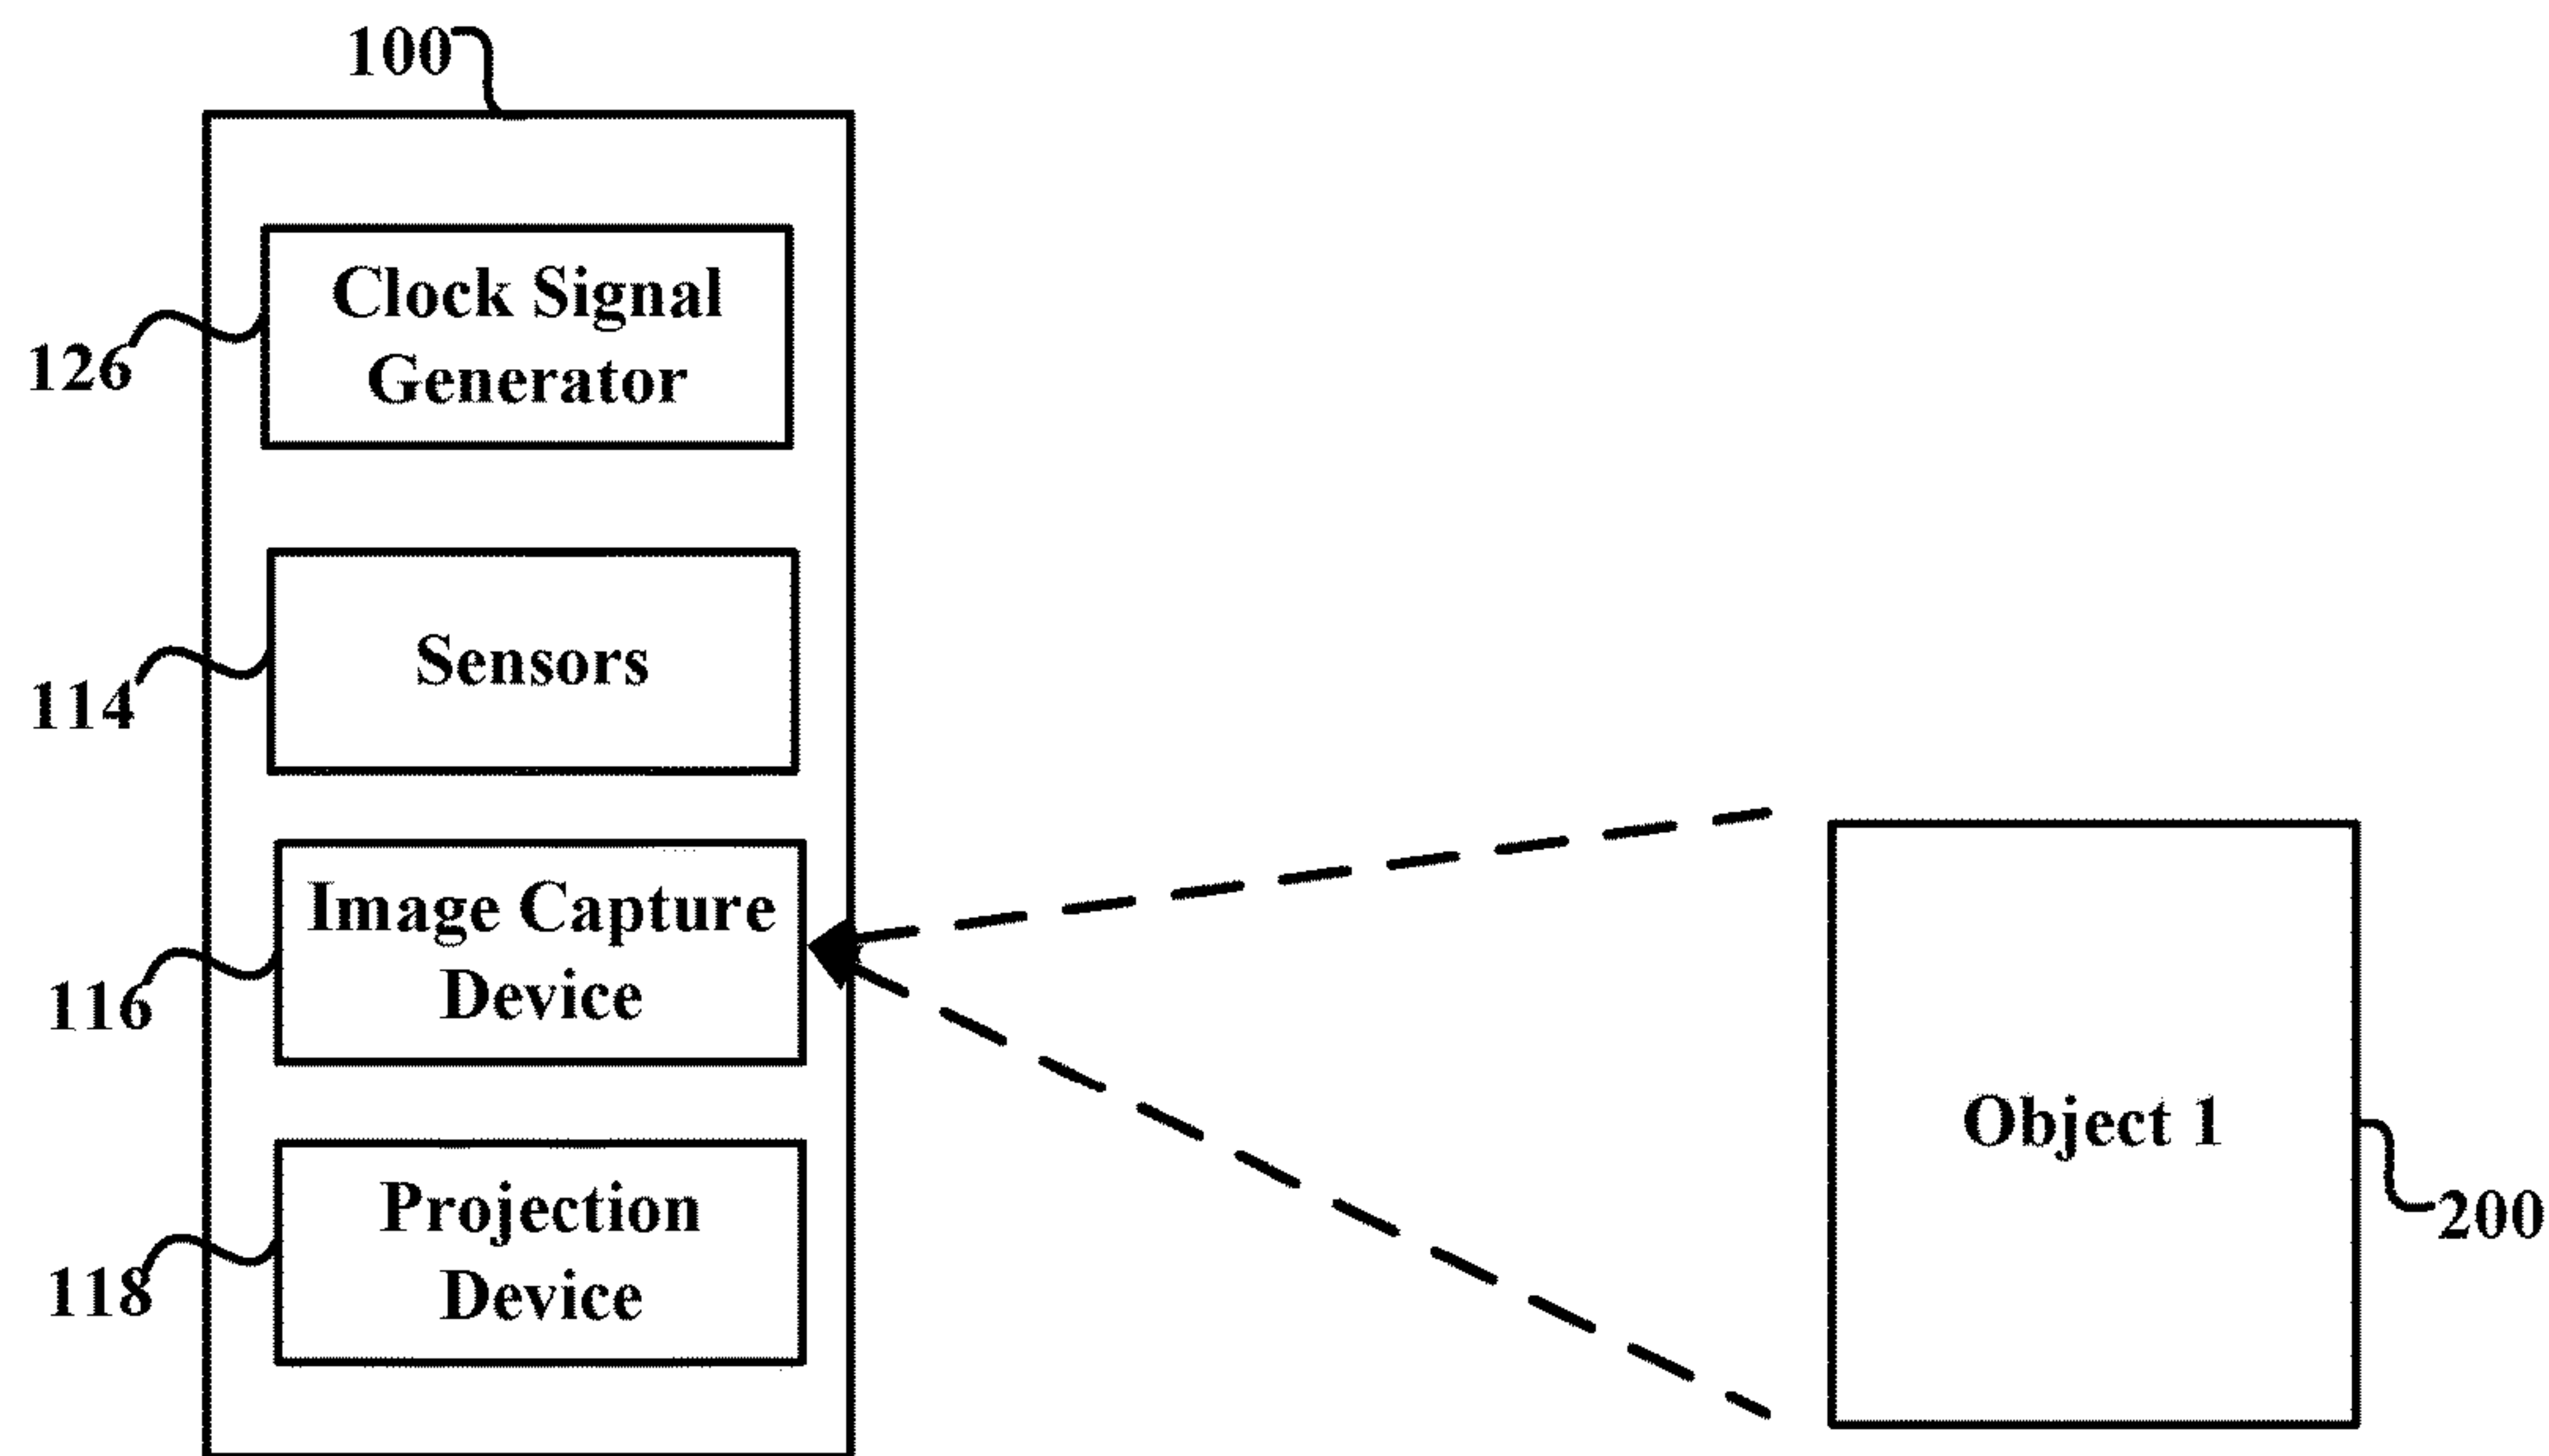 100
Clock Signal
Generator
126
Sensors
114
Image Capture
Device
116
Projection
Device
118
Object 1
200